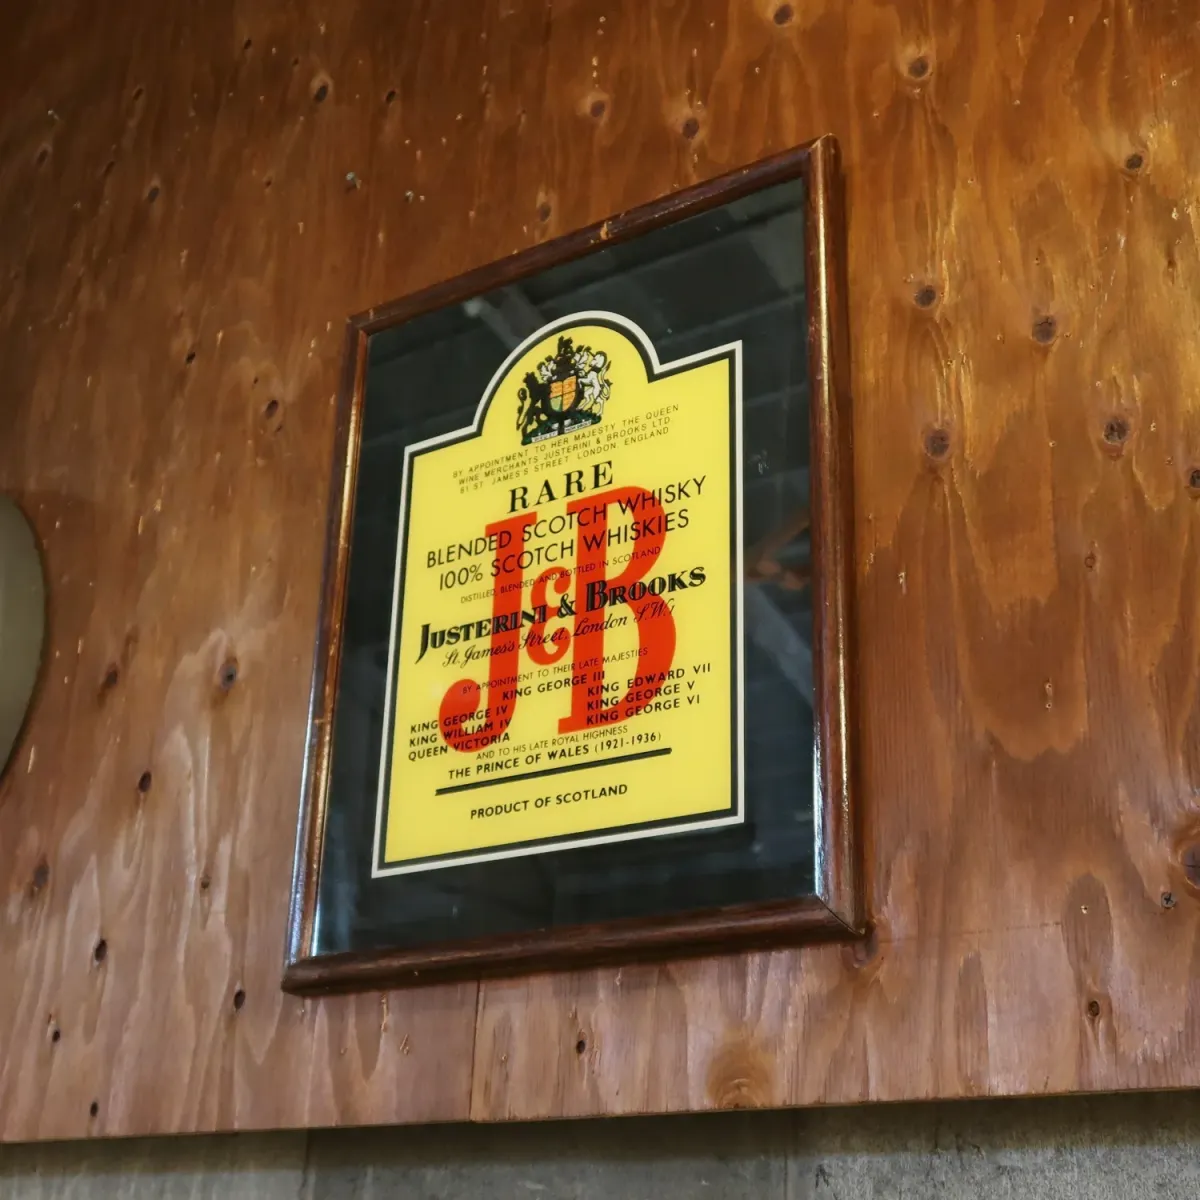 BY APPOINTMENT TO HER MAJESTY THE QUEEN
WINE MERCHANTS JUSTERINI & BROOKS LTD
61 ST. JAMES'S STREET LONDON ENGLAND
RARE
J&B
BLENDED SCOTCH WHISKY
100% SCOTCH WHISKIES
DISTILLED, BLENDED AND BOTTLED IN SCOTLAND
JUSTERINI & BROOKS
St. James's Street, London S.W.1
BY APPOINTMENT TO THEIR LATE MAJESTIES
KING GEORGE III
KING GEORGE IV KING EDWARD VII
KING WILLIAM IV KING GEORGE V
QUEEN VICTORIA KING GEORGE VI
AND TO HIS LATE ROYAL HIGHNESS
THE PRINCE OF WALES (1921-1936)
PRODUCT OF SCOTLAND